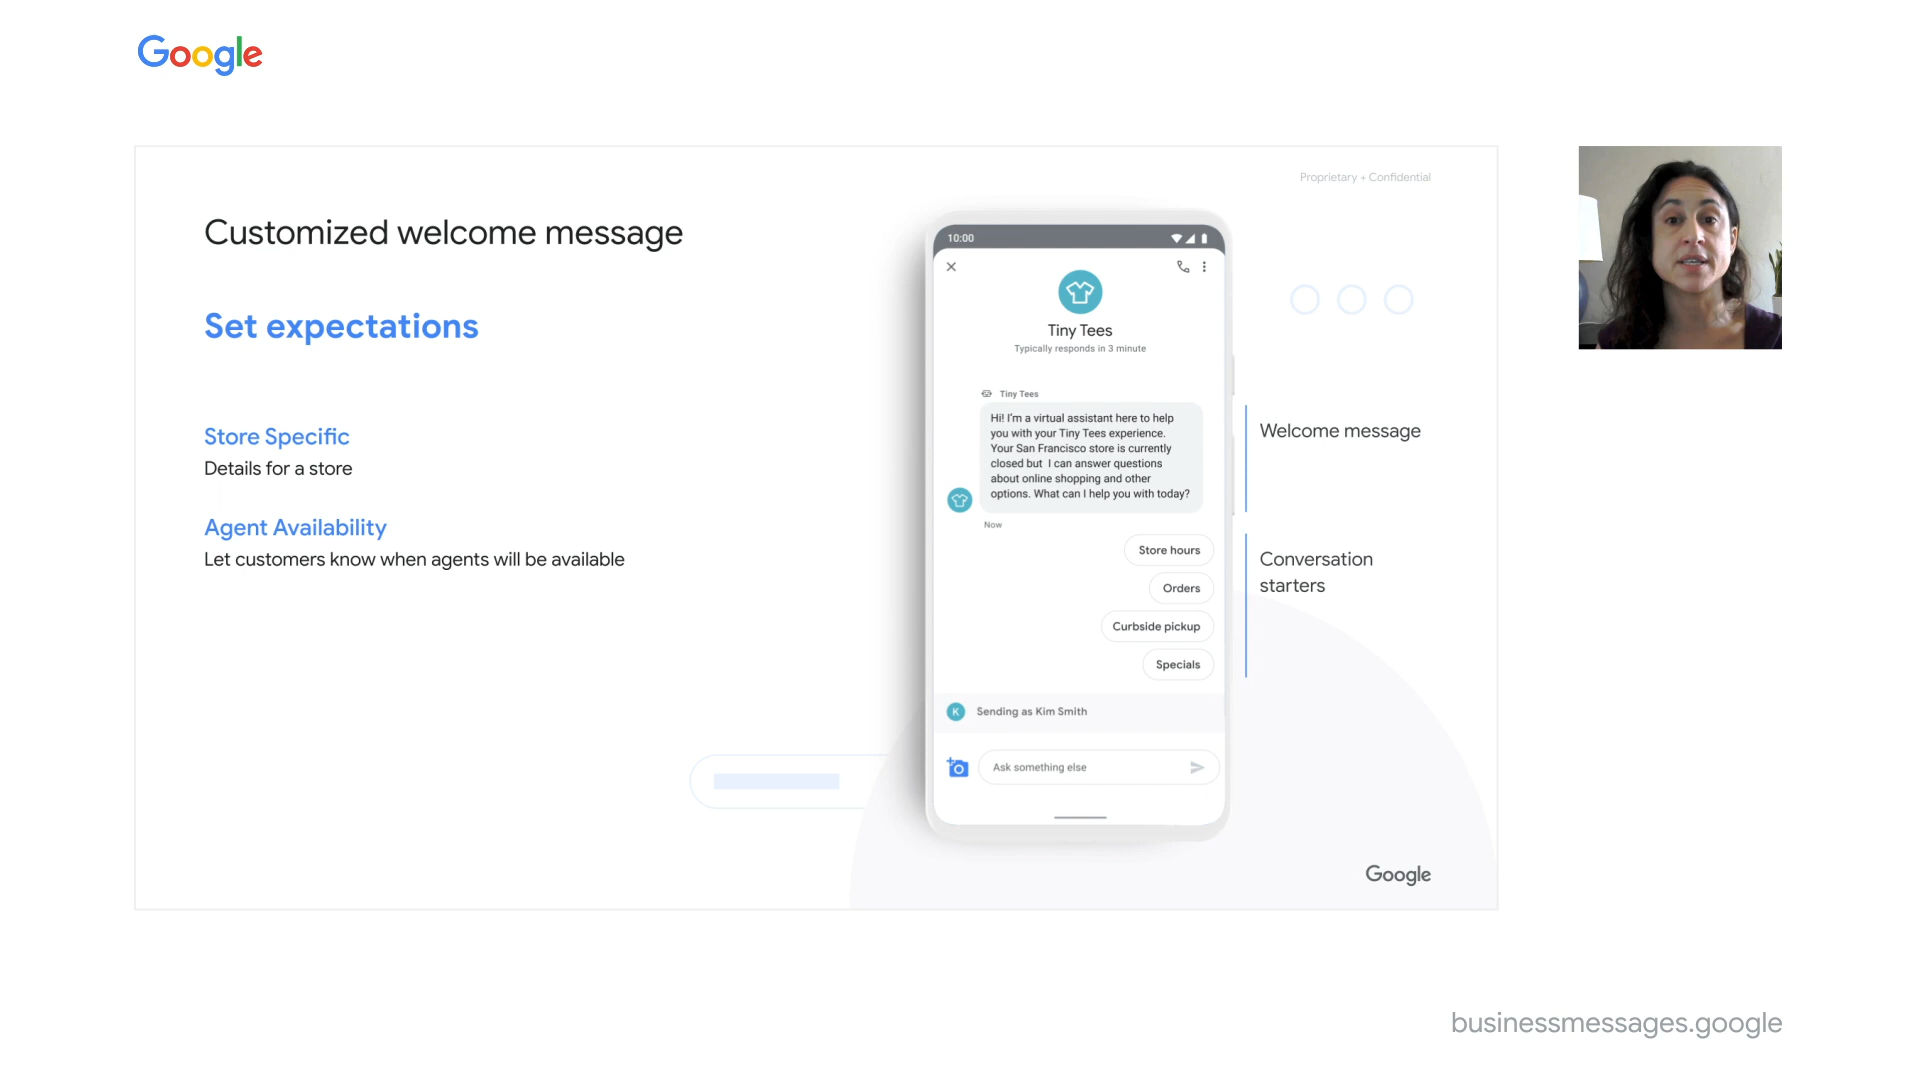 Google
Proprietary + Confidential
Customized welcome message
Set expectations
Store Specific
Details for a store
Agent Availability
Let customers know when agents will be available
10:00
Tiny Tees
Typically responds in 3 minute
Tiny Tees
Hi! I'm a virtual assistant here to help
you with your Tiny Tees experience.
Your San Francisco store is currently
closed but I can answer questions
about online shopping and other
options. What can I help you with today?
Now
Store hours
Orders
Curbside pickup
Specials
K Sending as Kim Smith
Ask something else
Welcome message
Conversation
starters
Google
businessmessages.google